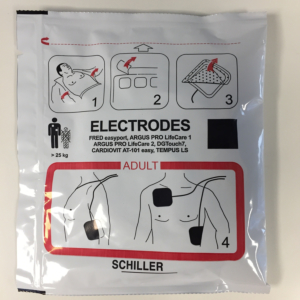 1
2
3
ELECTRODES
FRED easyport, ARGUS PRO LifeCare 1
ARGUS PRO LifeCare 2, DGTouch7,
CARDIOVIT AT-101 easy, TEMPUS LS
> 25 kg
ADULT
4
SCHILLER